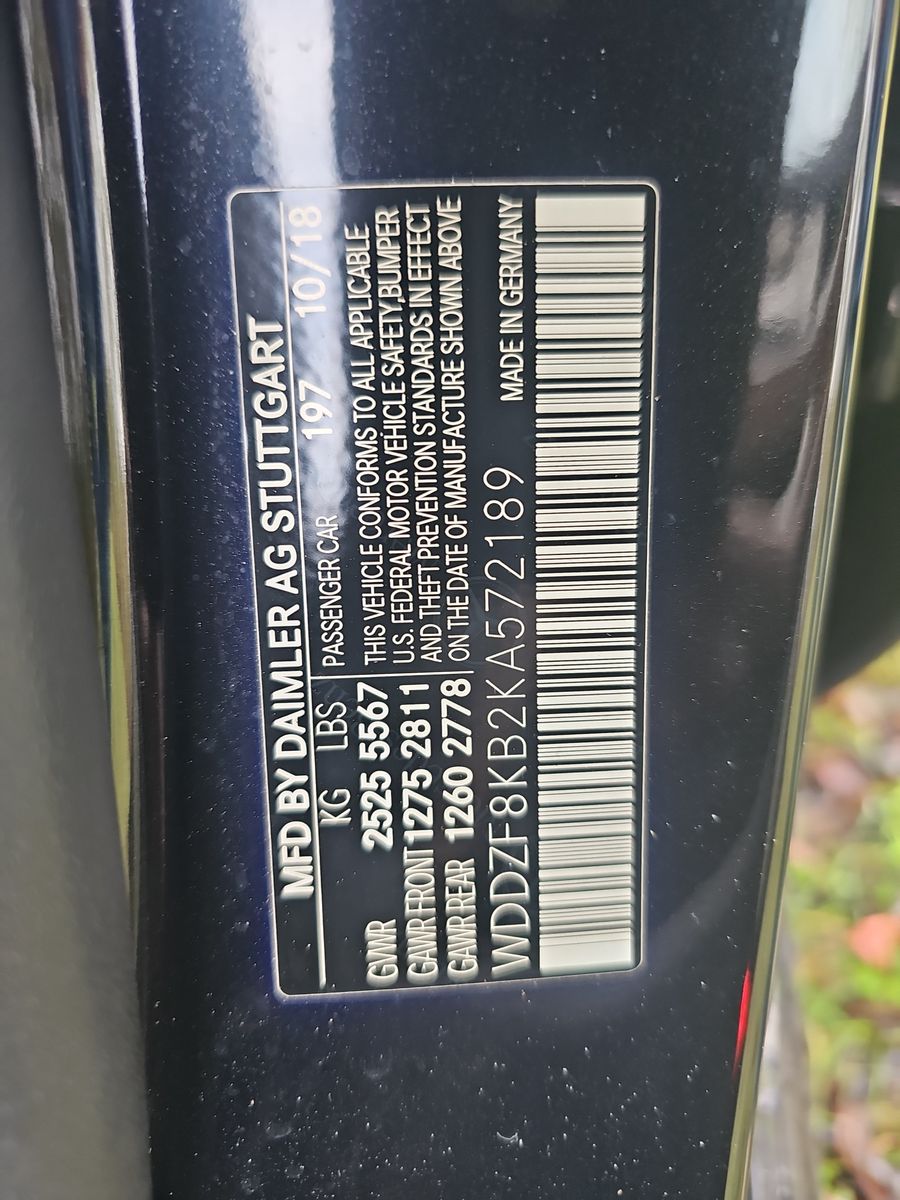 MFD BY DAIMLER AG STUTTGART
KG LBS PASSENGER CAR 197 10/18
GVWR 2525 5567
GAWR FRONT 1275 2811
GAWR REAR 1260 2778
THIS VEHICLE CONFORMS TO ALL APPLICABLE
U.S. FEDERAL MOTOR VEHICLE SAFETY,BUMPER
AND THEFT PREVENTION STANDARDS IN EFFECT
ON THE DATE OF MANUFACTURE SHOWN ABOVE
WDDZF8KB2KA572189 MADE IN GERMANY